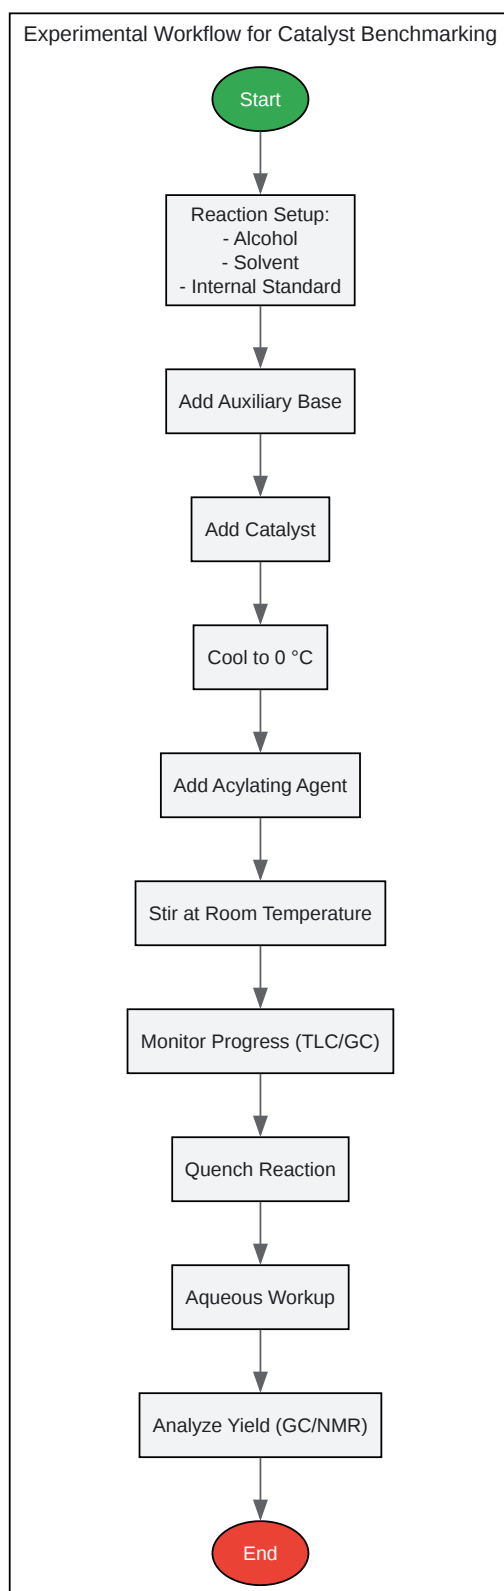 Experimental Workflow for Catalyst Benchmarking
Start
Reaction Setup:
- Alcohol
- Solvent
- Internal Standard
Add Auxiliary Base
Add Catalyst
Cool to 0 °C
Add Acylating Agent
Stir at Room Temperature
Monitor Progress (TLC/GC)
Quench Reaction
Aqueous Workup
Analyze Yield (GC/NMR)
End